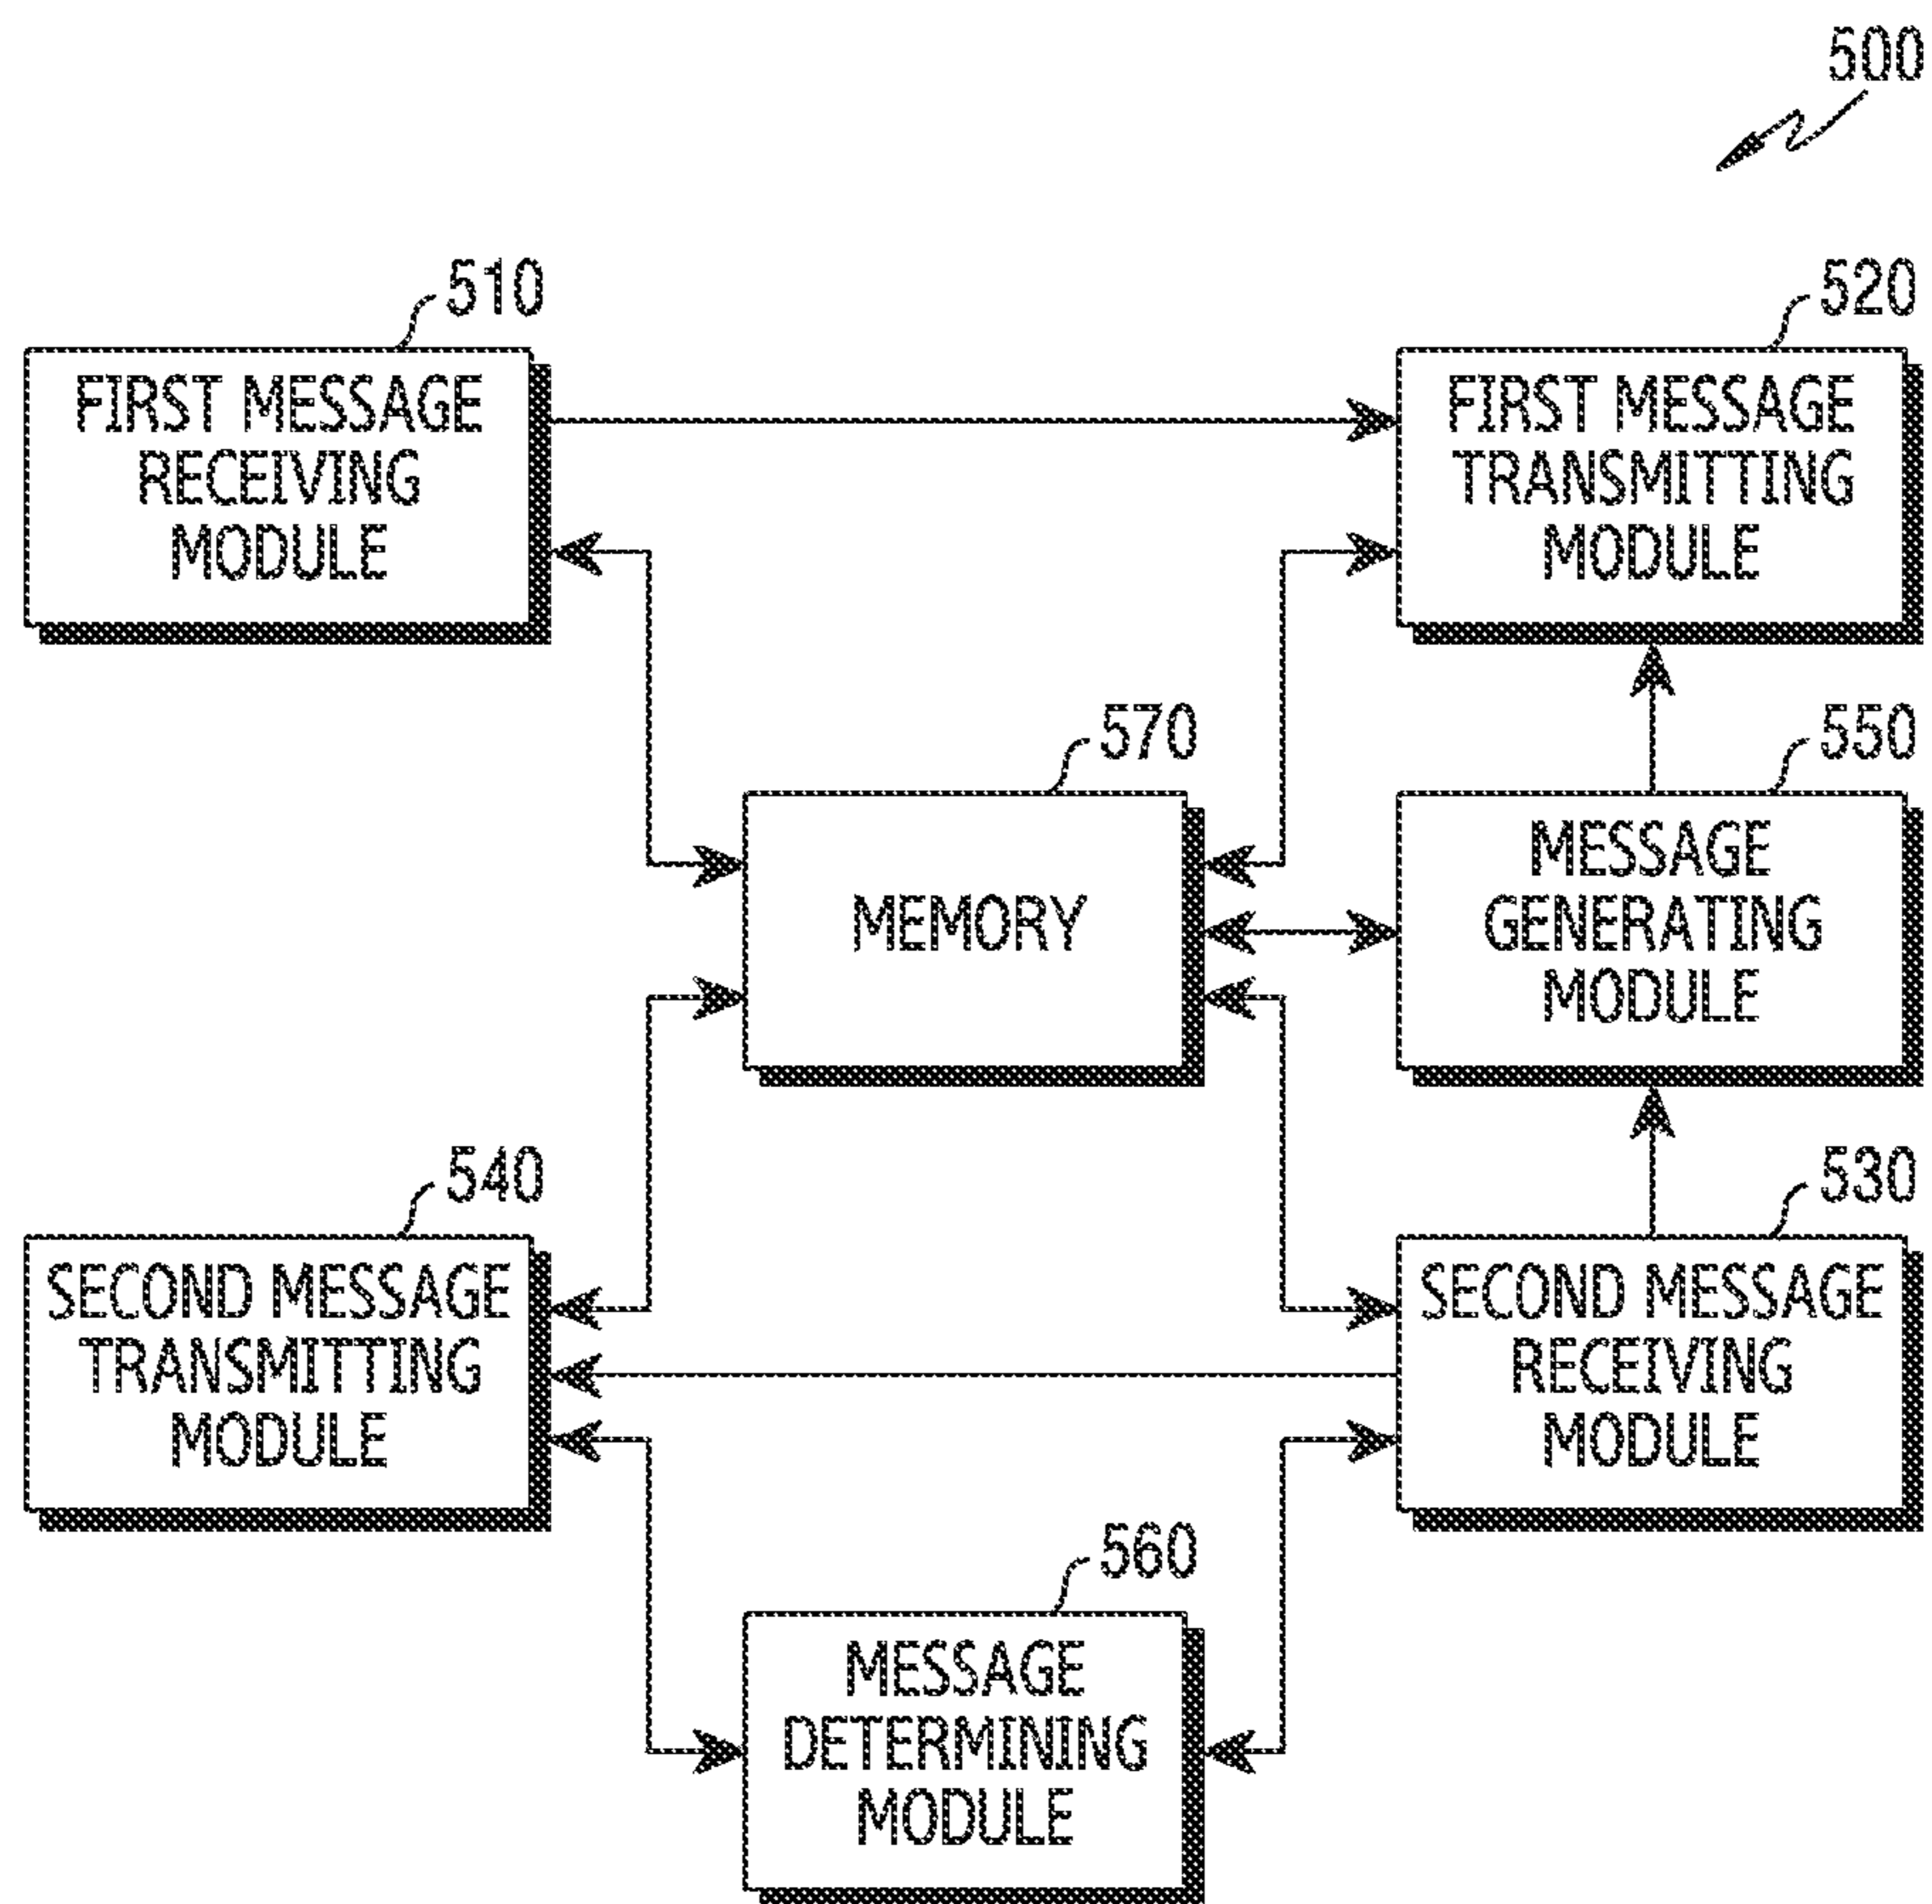 500
510
FIRST MESSAGE
RECEIVING
MODULE
520
FIRST MESSAGE
TRANSMITTING
MODULE
570
MEMORY
550
MESSAGE
GENERATING
MODULE
540
SECOND MESSAGE
TRANSMITTING
MODULE
530
SECOND MESSAGE
RECEIVING
MODULE
560
MESSAGE
DETERMINING
MODULE